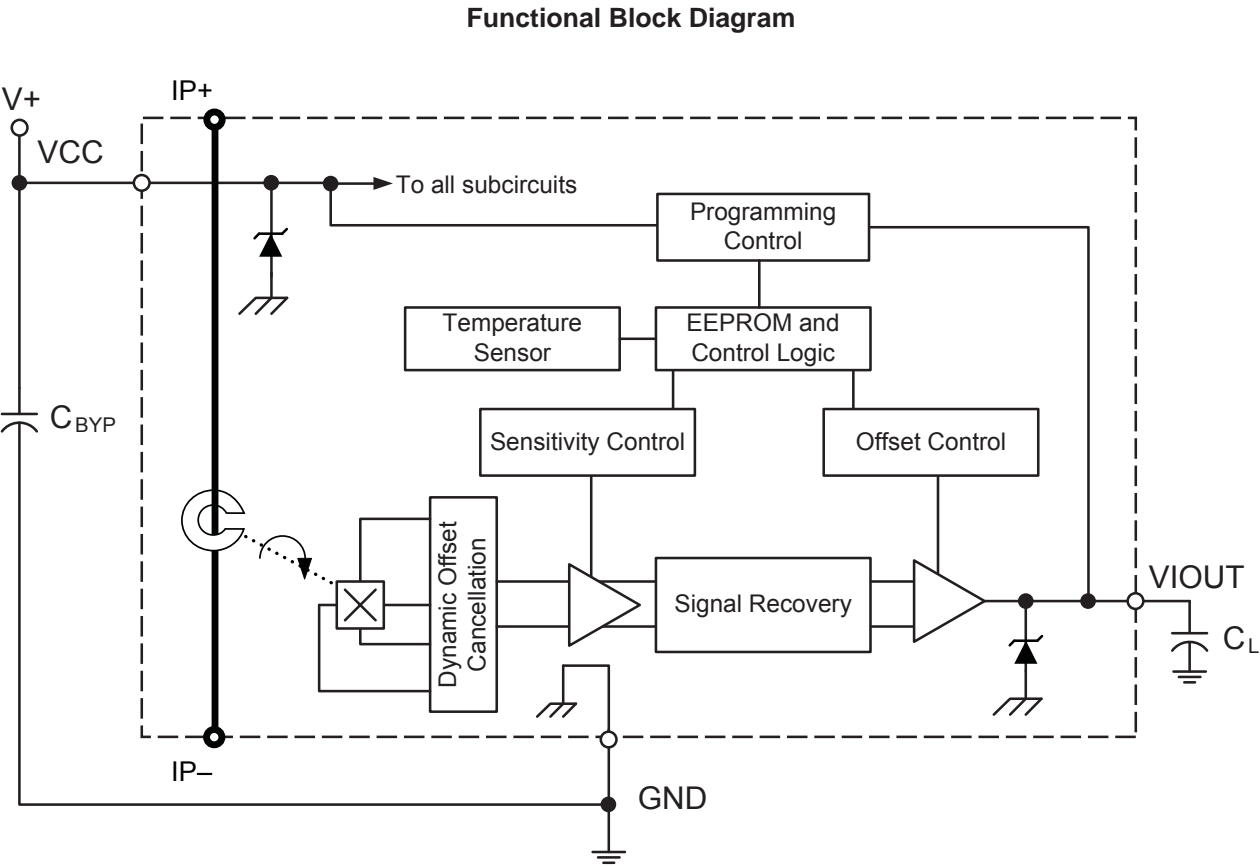 Functional Block Diagram
IP+
V+
VCC
To all subcircuits
Programming
Control
Temperature
Sensor
EEPROM and
Control Logic
CBYP
Sensitivity Control
Offset Control
Dynamic Offset
Cancellation
Signal Recovery
VIOUT
CL
IP–
GND